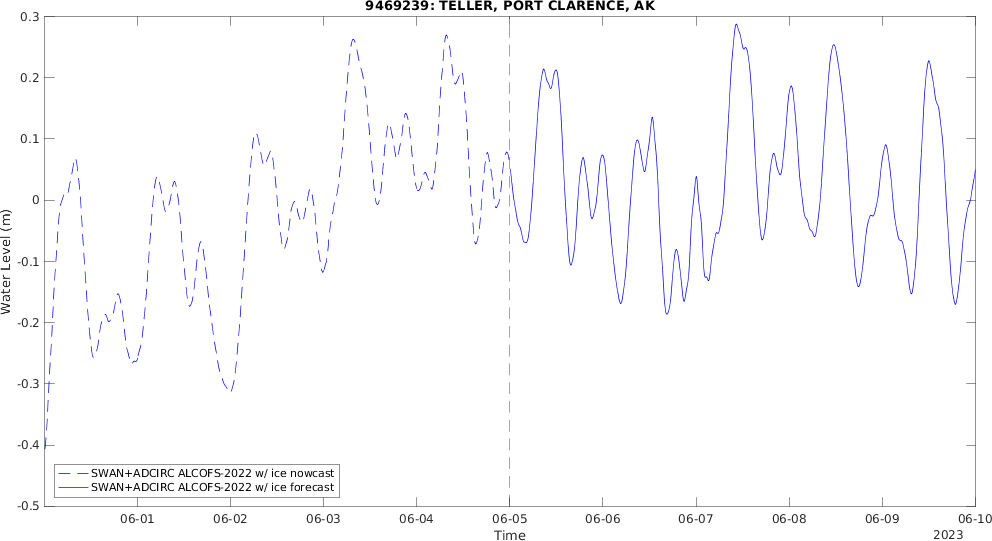 9469239: TELLER, PORT CLARENCE, AK
0.3
0.2
0.1
0
-0.1
-0.2
-0.3
-0.4
-0.5
Water Level (m)
SWAN+ADCIRC ALCOFS-2022 w/ ice nowcast
SWAN+ADCIRC ALCOFS-2022 w/ ice forecast
06-01 06-02 06-03 06-04 06-05 06-06 06-07 06-08 06-09 06-10
Time
2023